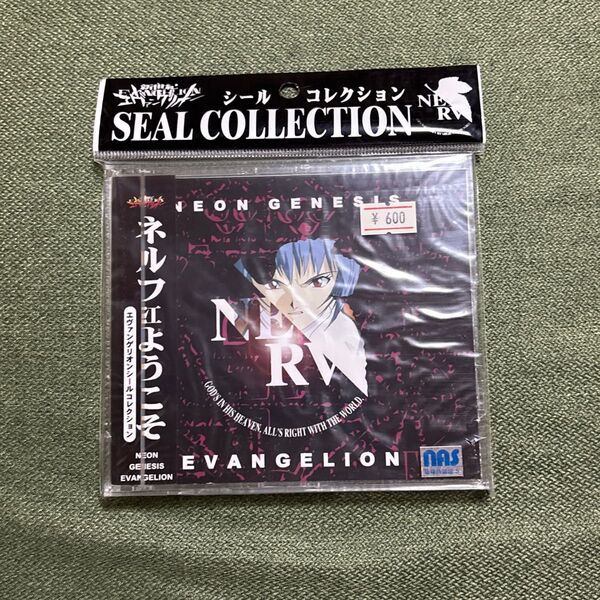 シール コレクション
SEAL COLLECTION
NERV
NEON GENESIS
¥ 600
NERV
GOD'S IN HIS HEAVEN, ALL'S RIGHT WITH THE WORLD.
EVANGELION
nas
ネルフ江ようこそ
エヴァンゲリオンシールコレクション
NEON
GENESIS
EVANGELION